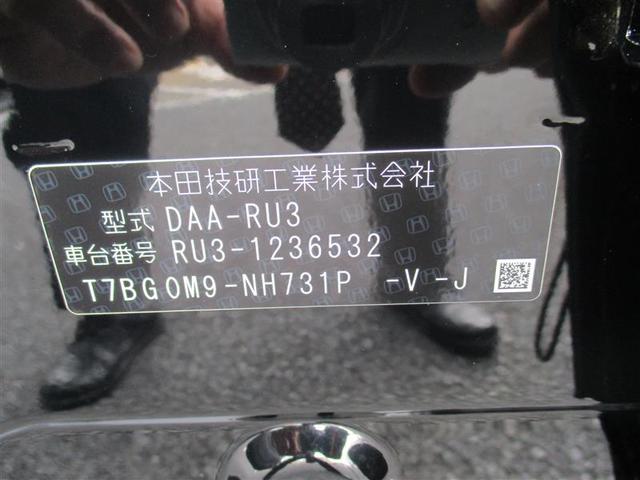 本田技研工業株式会社
型式 DAA-RU3
車台番号 RU3-1236532
T7BG0M9-NH731P -V-J